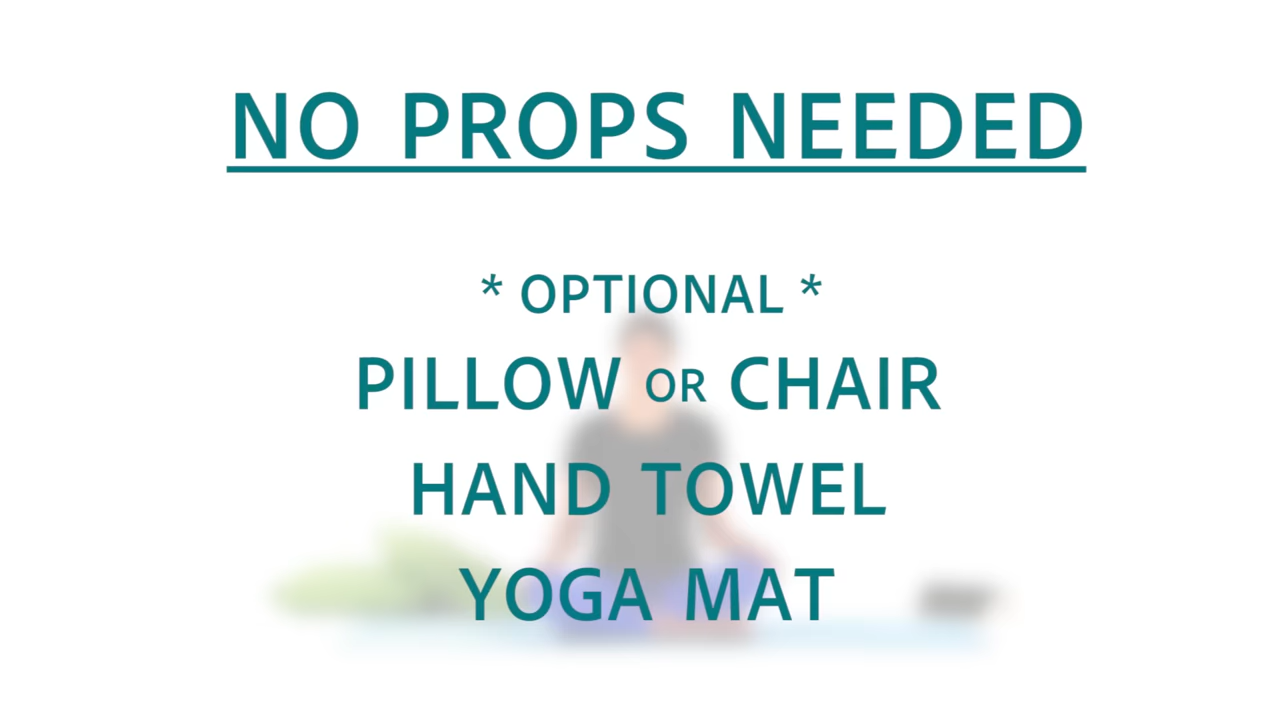 NO PROPS NEEDED
* OPTIONAL *
PILLOW OR CHAIR
HAND TOWEL
YOGA MAT